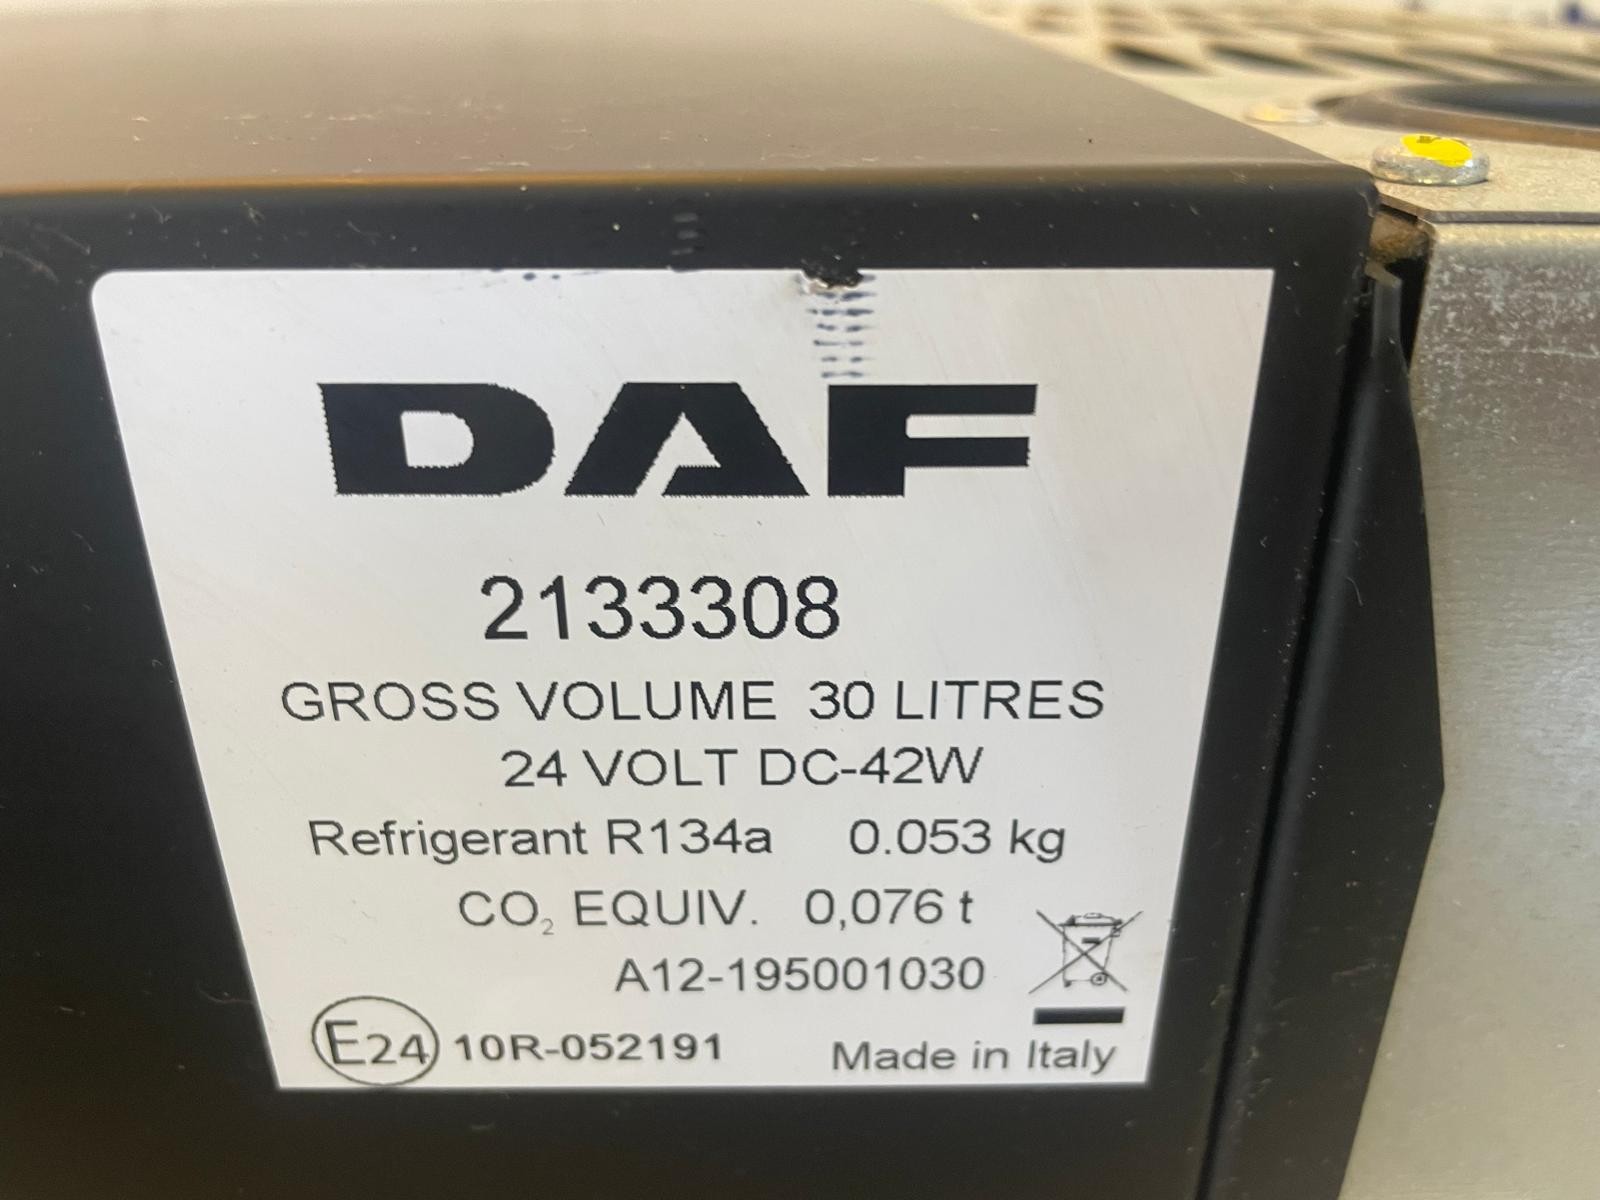 DAF
2133308
GROSS VOLUME 30 LITRES
24 VOLT DC-42W
Refrigerant R134a 0.053 kg
CO₂ EQUIV. 0,076 t
A12-195001030
E24 10R-052191 Made in Italy